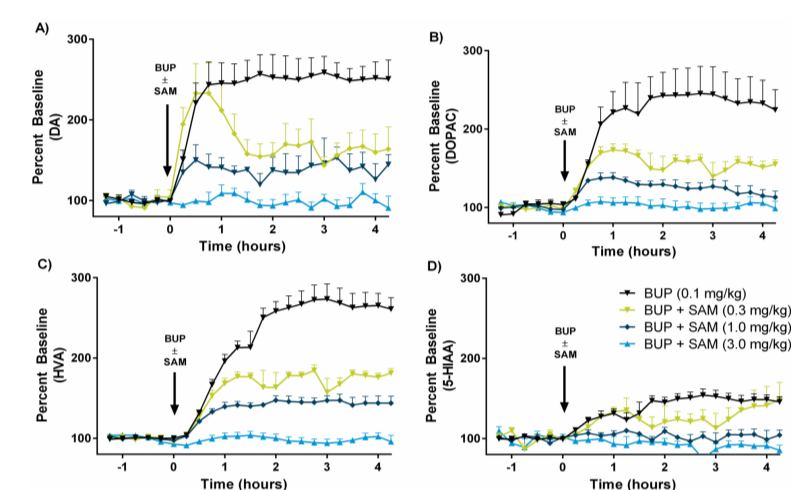 A)
300
200
100
Percent Baseline
(DA)
BUP
±
SAM
-1 0 1 2 3 4
Time (hours)
B)
300
200
100
Percent Baseline
(DOPAC)
BUP
±
SAM
-1 0 1 2 3 4
Time (hours)
C)
300
200
100
Percent Baseline
(HVA)
BUP
±
SAM
-1 0 1 2 3 4
Time (hours)
D)
300
200
100
Percent Baseline
(5-HIAA)
BUP
±
SAM
BUP (0.1 mg/kg)
BUP + SAM (0.3 mg/kg)
BUP + SAM (1.0 mg/kg)
BUP + SAM (3.0 mg/kg)
-1 0 1 2 3 4
Time (hours)